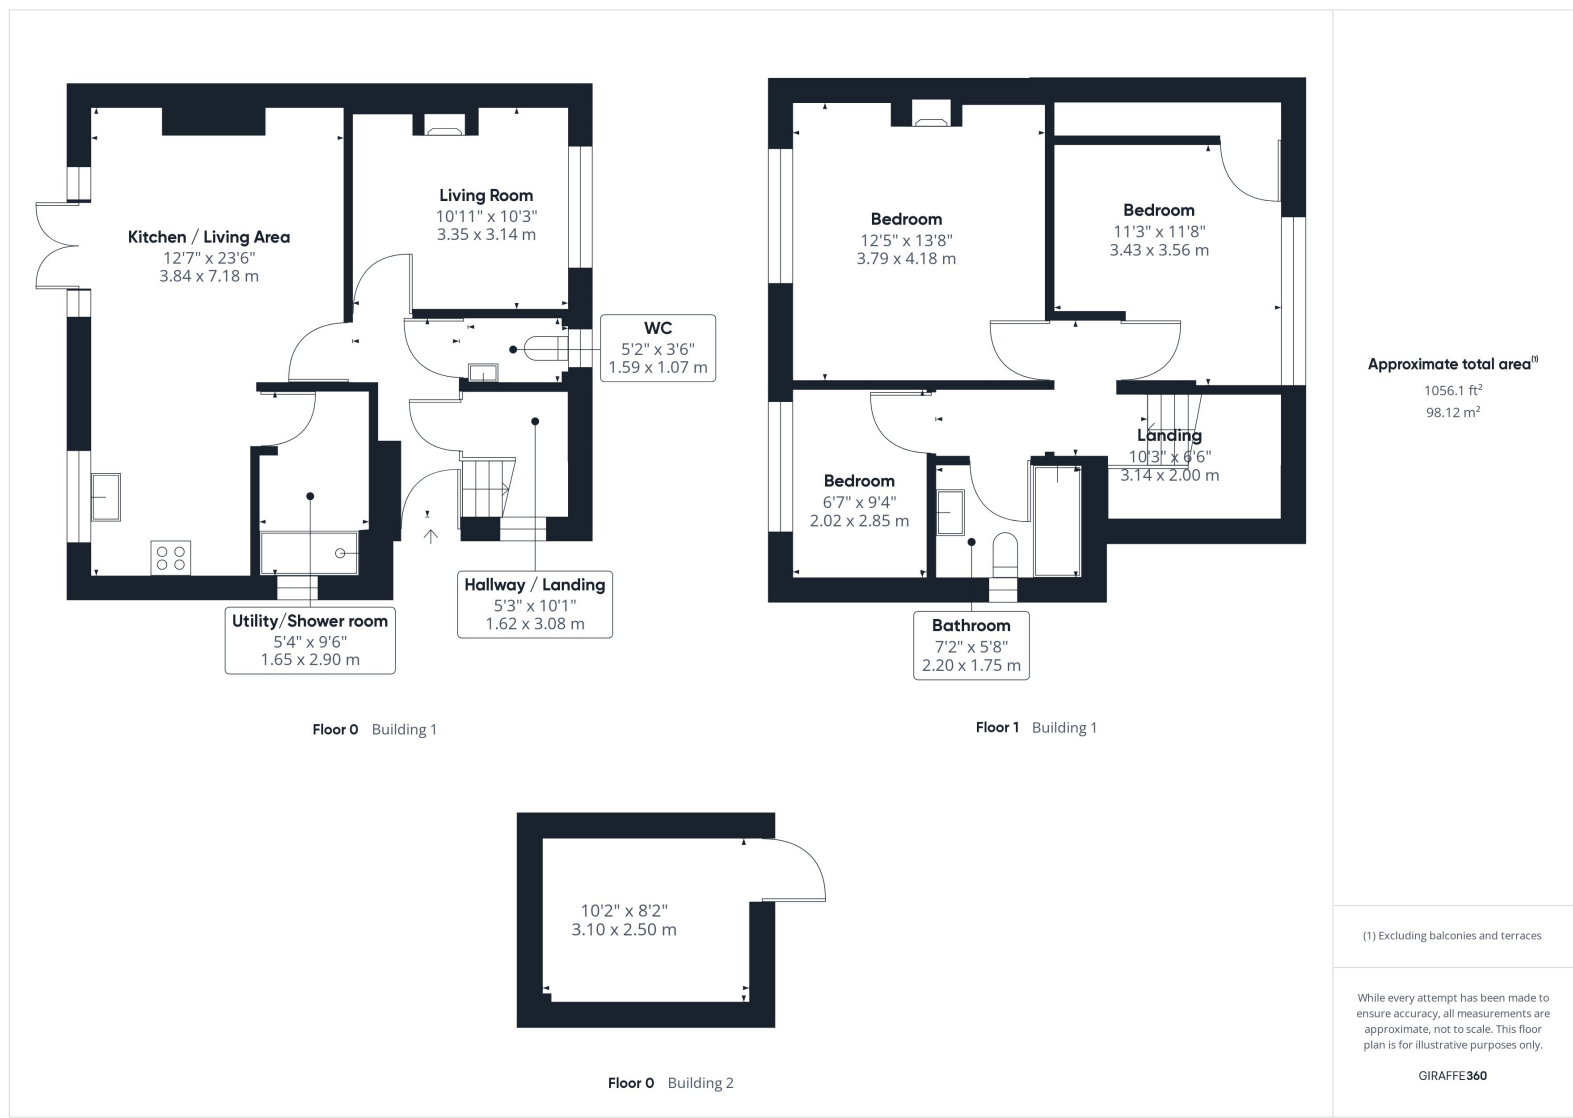 Kitchen / Living Area
12'7" x 23'6"
3.84 x 7.18 m
Living Room
10'11" x 10'3"
3.35 x 3.14 m
WC
5'2" x 3'6"
1.59 x 1.07 m
Hallway / Landing
5'3" x 10'1"
1.62 x 3.08 m
Utility/Shower room
5'4" x 9'6"
1.65 x 2.90 m
Floor 0 Building 1
Bedroom
12'5" x 13'8"
3.79 x 4.18 m
Bedroom
11'3" x 11'8"
3.43 x 3.56 m
Landing
10'3" x 6'6"
3.14 x 2.00 m
Bedroom
6'7" x 9'4"
2.02 x 2.85 m
Bathroom
7'2" x 5'8"
2.20 x 1.75 m
Floor 1 Building 1
10'2" x 8'2"
3.10 x 2.50 m
Floor 0 Building 2
Approximate total area(1)
1056.1 ft²
98.12 m²
(1) Excluding balconies and terraces
While every attempt has been made to
ensure accuracy, all measurements are
approximate, not to scale. This floor
plan is for illustrative purposes only.
GIRAFFE360